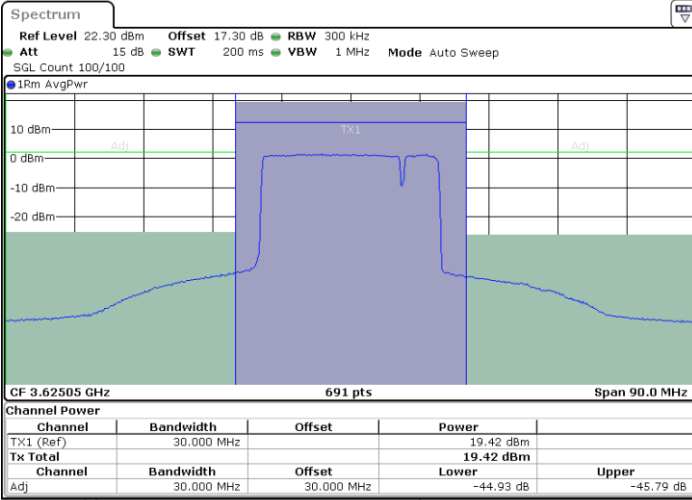 Spectrum
Ref Level 22.30 dBm Offset 17.30 dB RBW 300 kHz
Att 15 dB SWT 200 ms VBW 1 MHz Mode Auto Sweep
SGL Count 100/100
1Rm AvgPwr
10 dBm
TX1
Adj Adj
0 dBm
-10 dBm
-20 dBm
CF 3.62505 GHz 691 pts Span 90.0 MHz
Channel Power
Channel Bandwidth Offset Power
TX1 (Ref) 30.000 MHz 19.42 dBm
Tx Total 19.42 dBm
Channel Bandwidth Offset Lower Upper
Adj 30.000 MHz 30.000 MHz -44.93 dB -45.79 dB